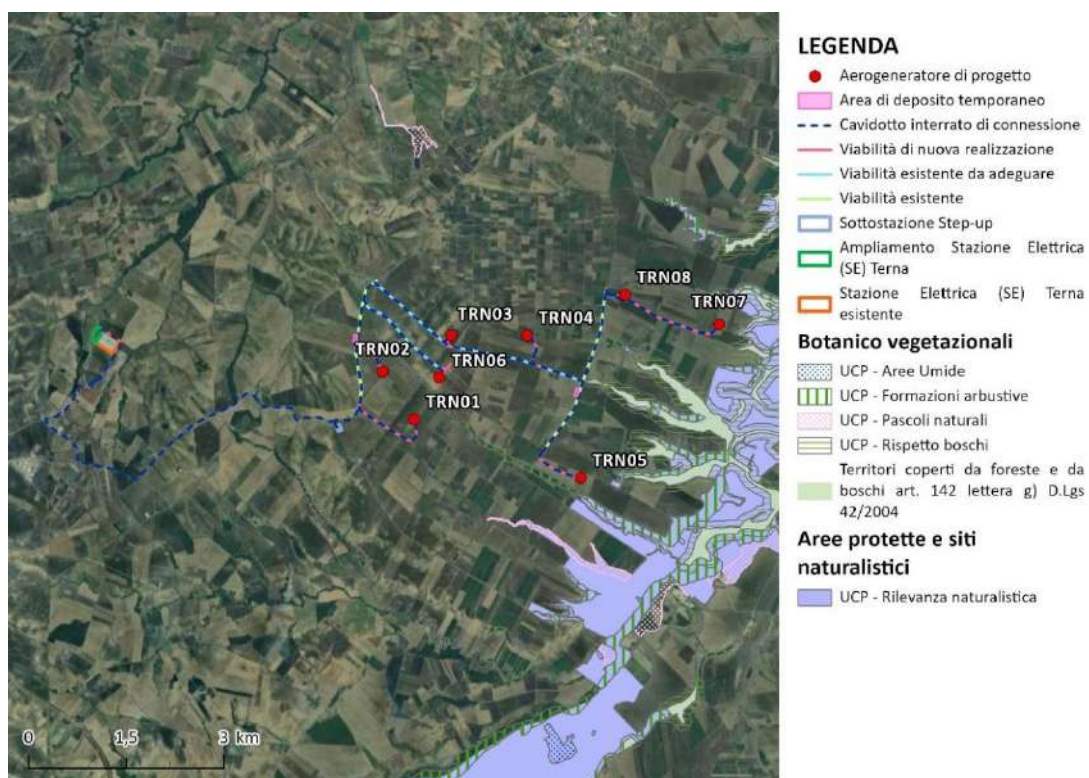 TRN08
TRN07
TRN03
TRN04
TRN02
TRN06
TRN01
TRN05
0
1,5
3 km
LEGENDA
Aerogeneratore di progetto
Area di deposito temporaneo
Cavidotto interrato di connessione
Viabilità di nuova realizzazione
Viabilità esistente da adeguare
Viabilità esistente
Sottostazione Step-up
Ampliamento Stazione Elettrica
(SE) Terna
Stazione Elettrica (SE) Terna
esistente
Botanico vegetazionali
UCP - Aree Umide
UCP - Formazioni arbustive
UCP - Pascoli naturali
UCP - Rispetto boschi
Territori coperti da foreste e da
boschi art. 142 lettera g) D.Lgs
42/2004
Aree protette e siti
naturalistici
UCP - Rilevanza naturalistica